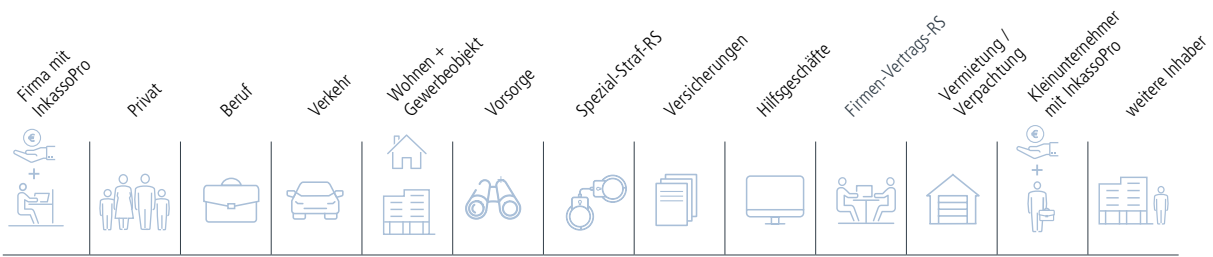 Firma mit
InkassoPro
Privat
Beruf
Verkehr
Wohnen +
Gewerbeobjekt
Vorsorge
Spezial-Straf-RS
Versicherungen
Hilfsgeschäfte
Firmen-Vertrags-RS
Vermietung /
Verpachtung
Kleinunternehmer
mit InkassoPro
weitere Inhaber
€
+
€
+